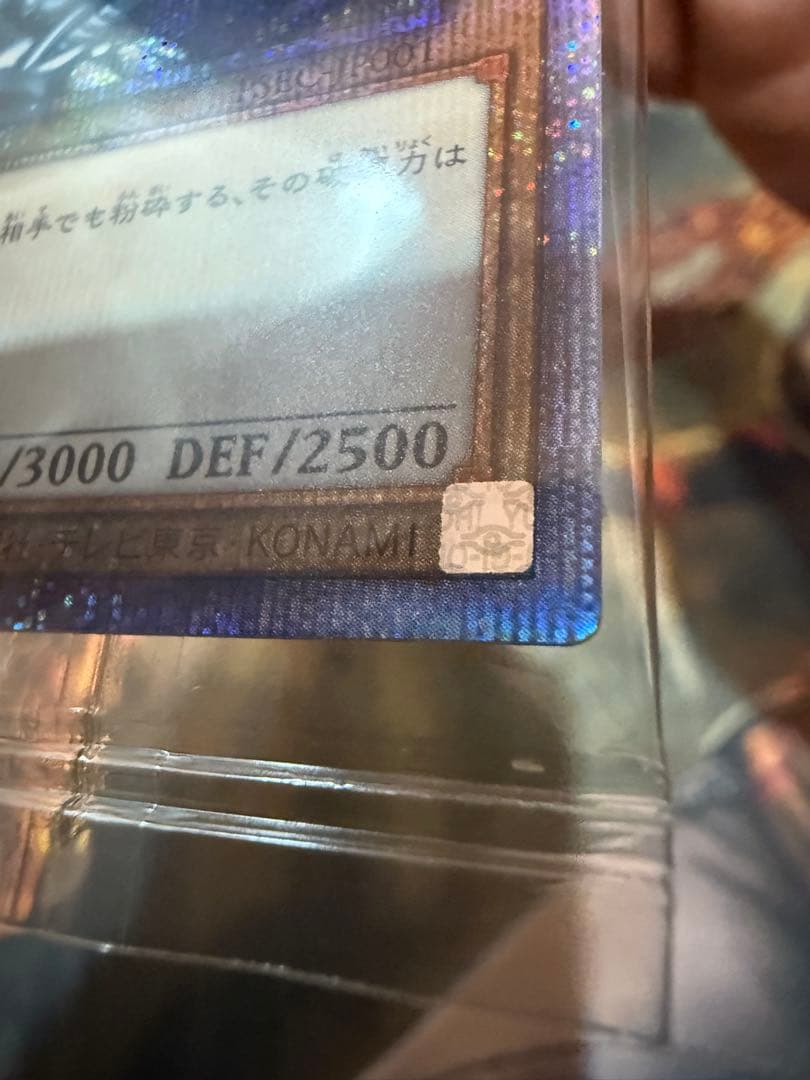 相手でも粉砕する、その破壊力は
/3000 DEF/2500
社・テレビ東京・KONAMI